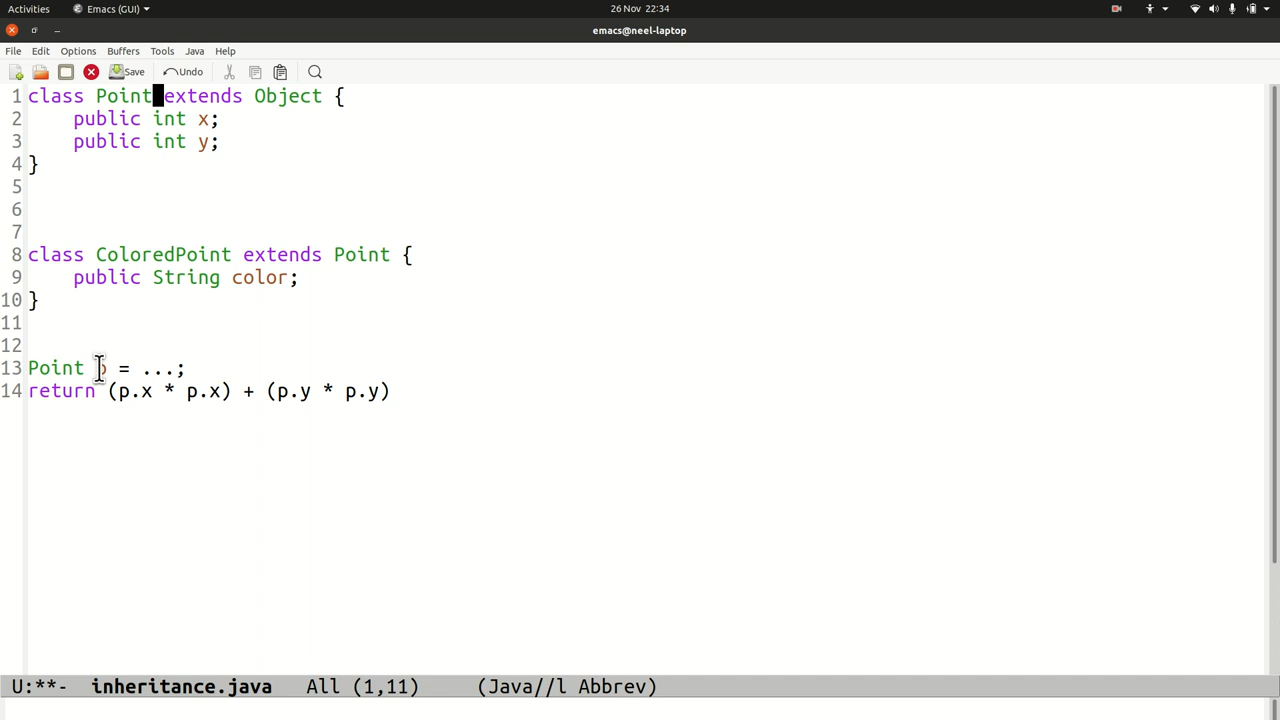 Activities Emacs (GUI) 26 Nov 22:34
emacs@neel-laptop
File Edit Options Buffers Tools Java Help
Save Undo
1 class Point extends Object {
2 public int x;
3 public int y;
4 }
5
6
7
8 class ColoredPoint extends Point {
9 public String color;
10 }
11
12
13 Point p = ...;
14 return (p.x * p.x) + (p.y * p.y)
U:**- inheritance.java All (1,11) (Java//l Abbrev)